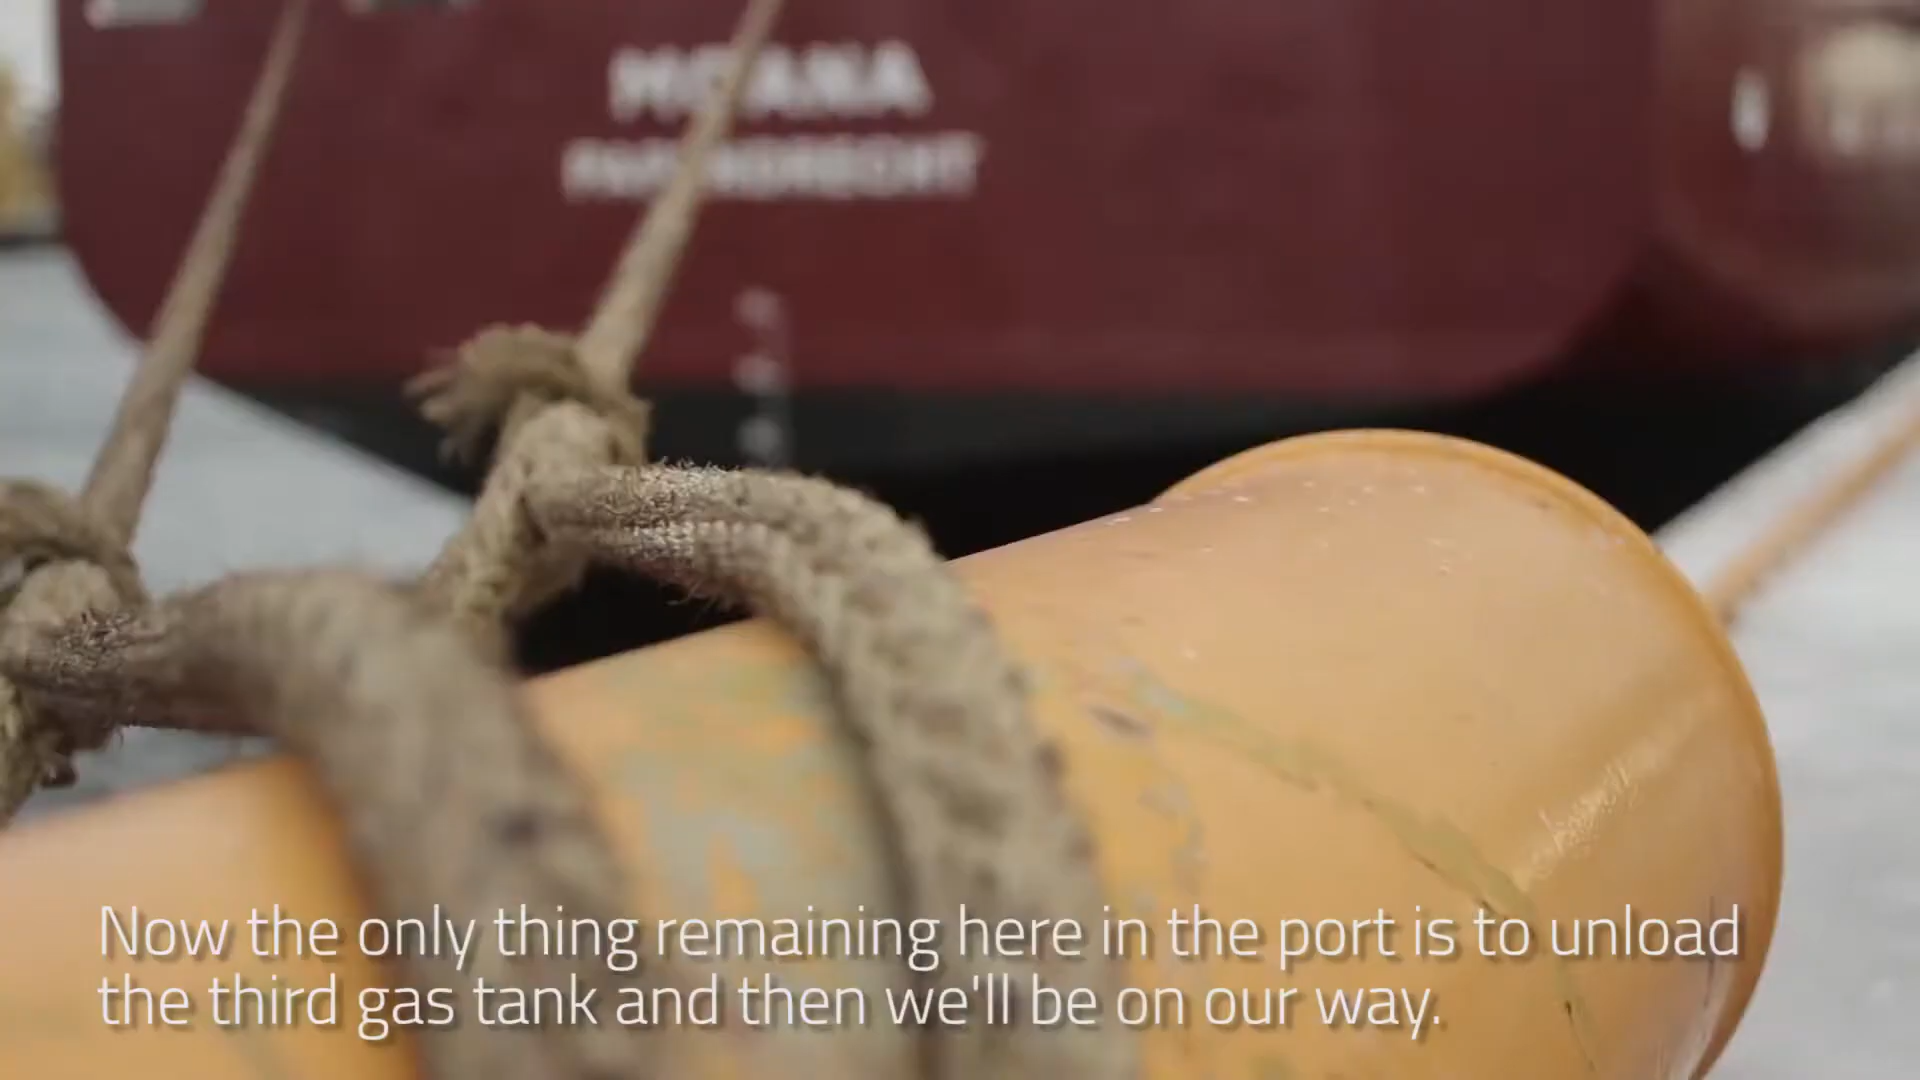 Now the only thing remaining here in the port is to unload
the third gas tank and then we'll be on our way.